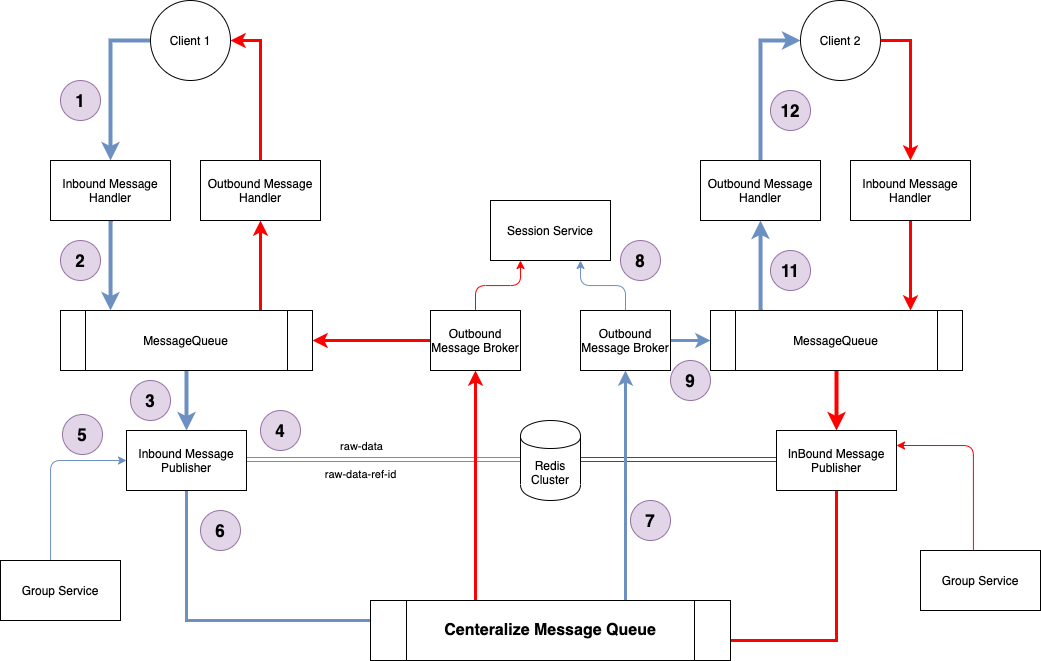 Client 1
Client 2
1
12
Inbound Message
Handler
Outbound Message
Handler
Outbound Message
Handler
Inbound Message
Handler
Session Service
2
8
11
MessageQueue
Outbound
Message Broker
Outbound
Message Broker
MessageQueue
3
9
5
4
Inbound Message
Publisher
raw-data
raw-data-ref-id
Redis
Cluster
InBound Message
Publisher
6
7
Group Service
Group Service
Centeralize Message Queue